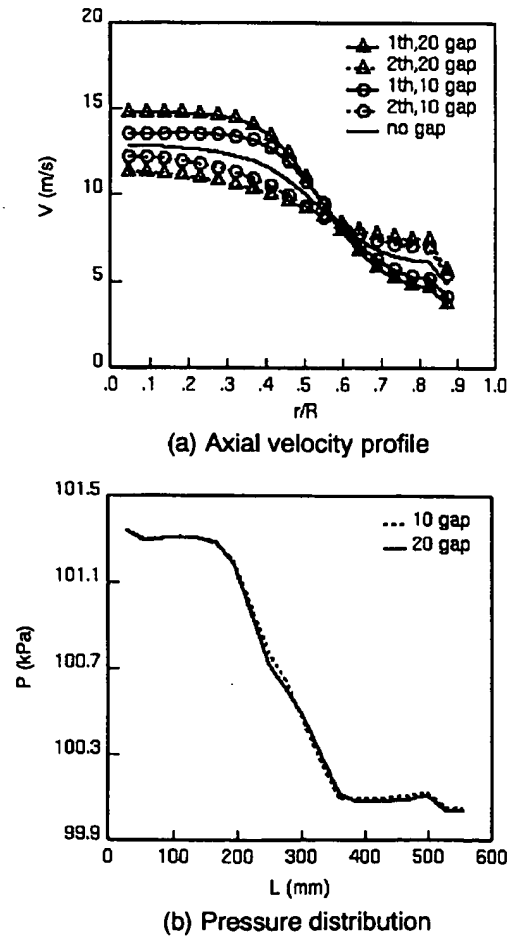 20
15
10
5
0
V (m/s)
1th,20 gap
2th,20 gap
1th,10 gap
2th,10 gap
no gap
.0 .1 .2 .3 .4 .5 .6 .7 .8 .9 1.0
r/R
(a) Axial velocity profile
101.5
101.1
100.7
100.3
99.9
P (kPa)
10 gap
20 gap
0 100 200 300 400 500 600
L (mm)
(b) Pressure distribution